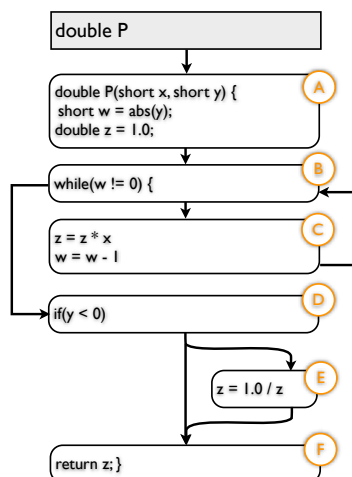 double P
A
double P(short x, short y) {
short w = abs(y);
double z = 1.0;
B
while(w != 0) {
C
z = z * x
w = w - 1
D
if(y < 0)
E
z = 1.0 / z
F
return z; }